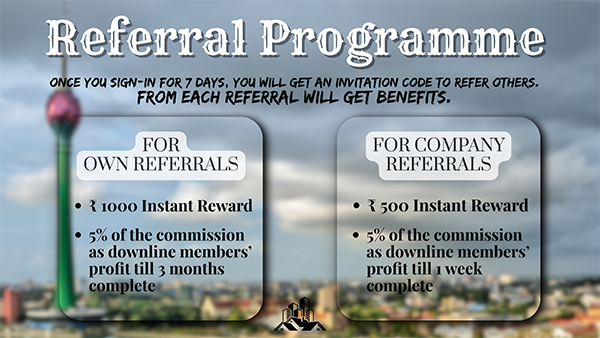 Referral Programme
ONCE YOU SIGN-IN FOR 7 DAYS, YOU WILL GET AN INVITATION CODE TO REFER OTHERS.
FROM EACH REFERRAL WILL GET BENEFITS.
FOR
OWN REFERRALS
• ₹ 1000 Instant Reward
• 5% of the commission
as downline members’
profit till 3 months
complete
FOR COMPANY
REFERRALS
• ₹ 500 Instant Reward
• 5% of the commission
as downline members’
profit till 1 week
complete